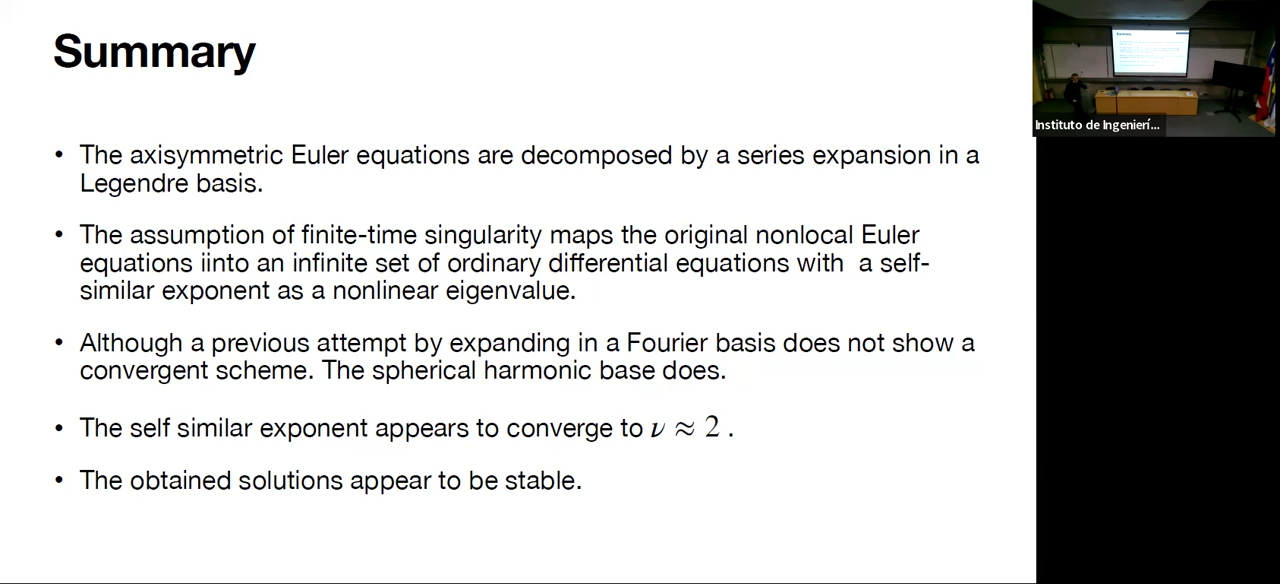 Summary
• The axisymmetric Euler equations are decomposed by a series expansion in a
Legendre basis.
• The assumption of finite-time singularity maps the original nonlocal Euler
equations iinto an infinite set of ordinary differential equations with  a self-
similar exponent as a nonlinear eigenvalue.
• Although a previous attempt by expanding in a Fourier basis does not show a
convergent scheme. The spherical harmonic base does.
• The self similar exponent appears to converge to ν ≈ 2 .
• The obtained solutions appear to be stable.
Instituto de Ingenierí...